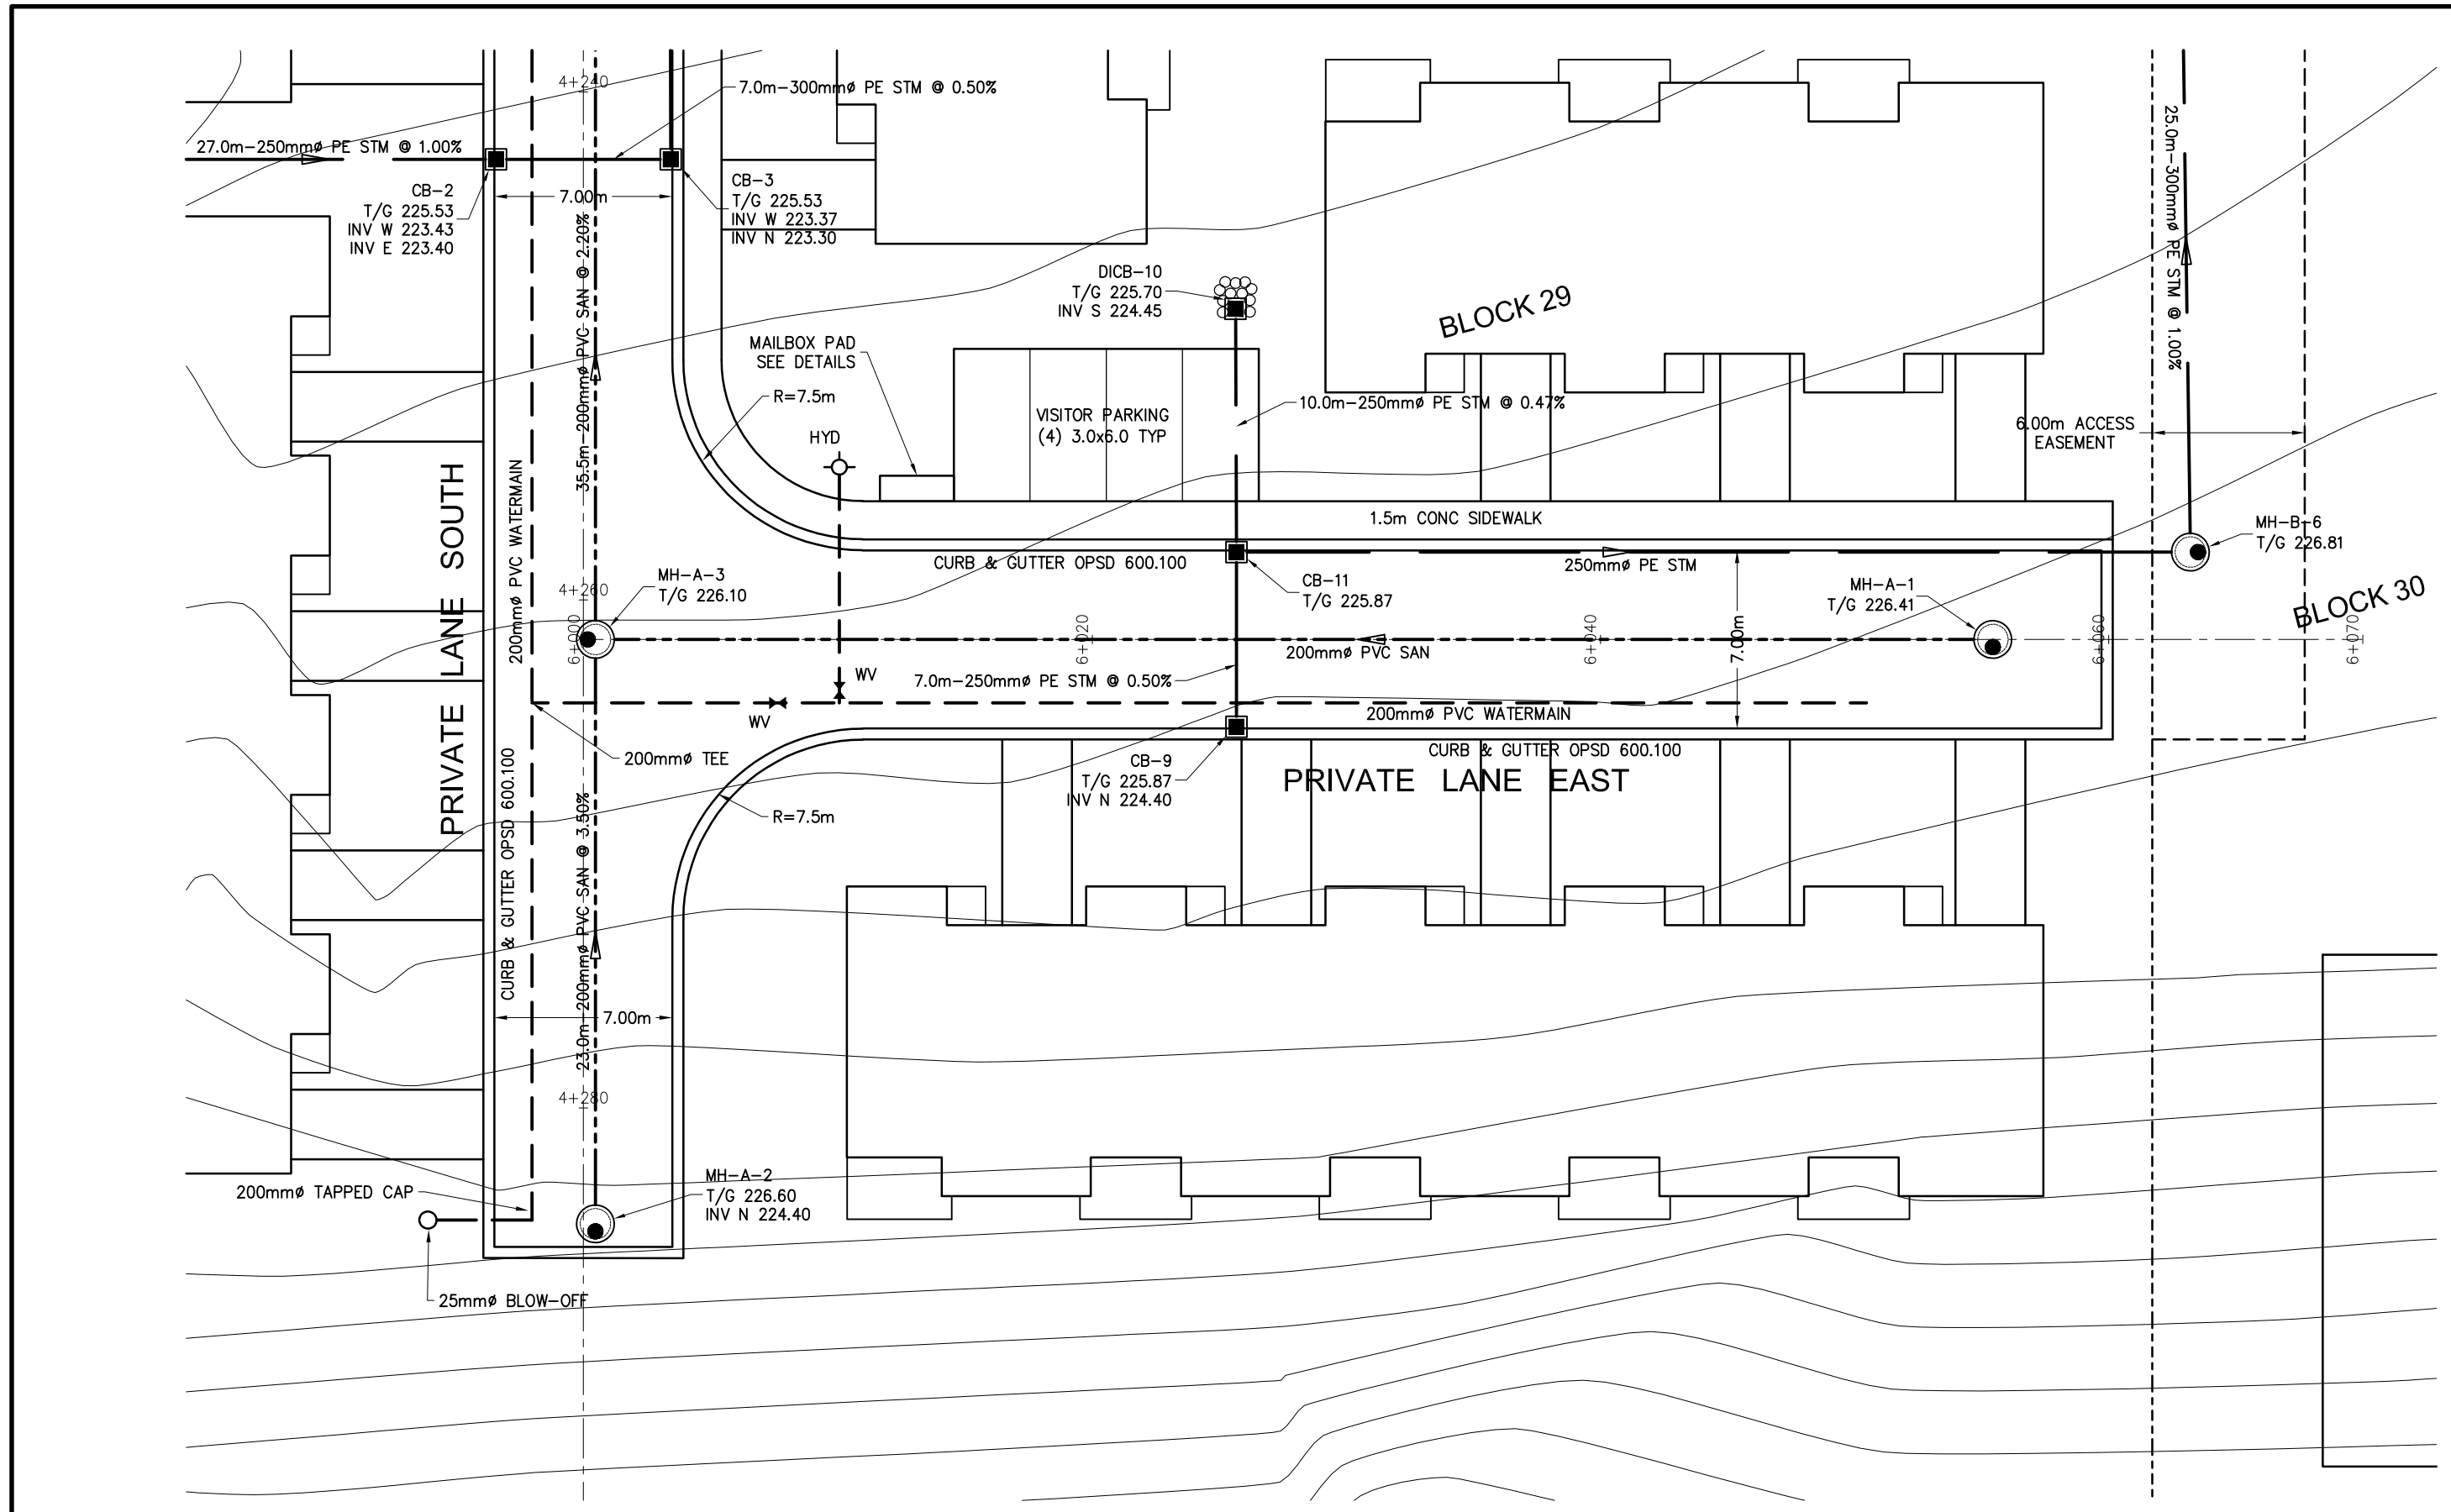 4+240
7.0m-300mmø PE STM @ 0.50%
27.0m-250mmø PE STM @ 1.00%
CB-2
T/G 225.53
INV W 223.43
INV E 223.40
7.00m
CB-3
T/G 225.53
INV W 223.37
INV N 223.30
35.5m-200mmø PVC SAN @ 2.20%
DICB-10
T/G 225.70
INV S 224.45
BLOCK 29
25.0m-300mmø PE STM @ 1.00%
MAILBOX PAD
SEE DETAILS
R=7.5m
VISITOR PARKING
(4) 3.0x6.0 TYP
10.0m-250mmø PE STM @ 0.47%
HYD
6.00m ACCESS
EASEMENT
PRIVATE LANE SOUTH
200mmø PVC WATERMAIN
1.5m CONC SIDEWALK
CURB & GUTTER OPSD 600.100
250mmø PE STM
MH-B-6
T/G 226.81
MH-A-3
T/G 226.10
4+260
CB-11
T/G 225.87
MH-A-1
T/G 226.41
BLOCK 30
6+000
6+020
6+040
6+060
6+070
200mmø PVC SAN
7.00m
WV
7.0m-250mmø PE STM @ 0.50%
WV
200mmø PVC WATERMAIN
200mmø TEE
CURB & GUTTER OPSD 600.100
CB-9
T/G 225.87
INV N 224.40
PRIVATE LANE EAST
R=7.5m
CURB & GUTTER OPSD 600.100
23.0m-200mmø PVC SAN @ 3.50%
7.00m
4+280
200mmø TAPPED CAP
MH-A-2
T/G 226.60
INV N 224.40
25mmø BLOW-OFF